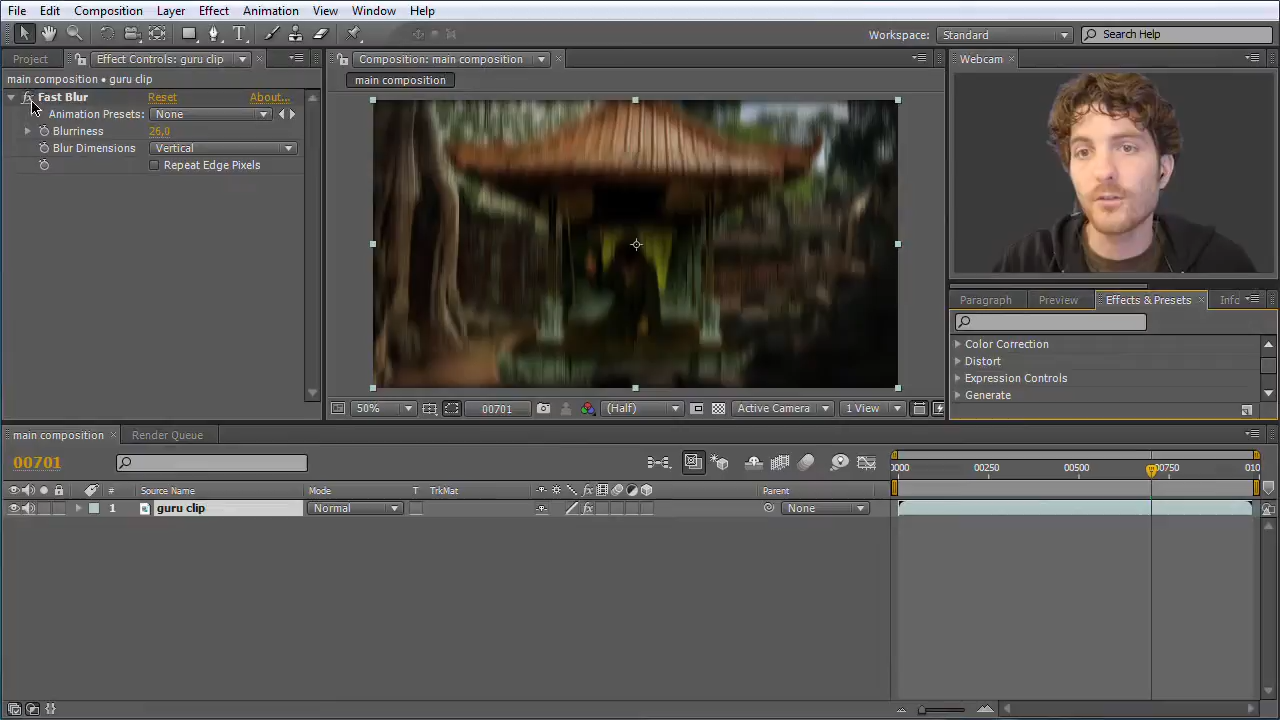 File Edit Composition Layer Effect Animation View Window Help
Workspace: Standard Search Help
Project Effect Controls: guru clip Composition: main composition Webcam
main composition • guru clip main composition
fx Fast Blur Reset About...
Animation Presets: None
Blurriness 26,0
Blur Dimensions Vertical
Repeat Edge Pixels
Paragraph Preview Effects & Presets Info
Color Correction
Distort
Expression Controls
Generate
50% 00701 (Half) Active Camera 1 View
main composition Render Queue
00701
0000 00250 00500 00750 010
# Source Name Mode T TrkMat fx Parent
1 guru clip Normal fx None